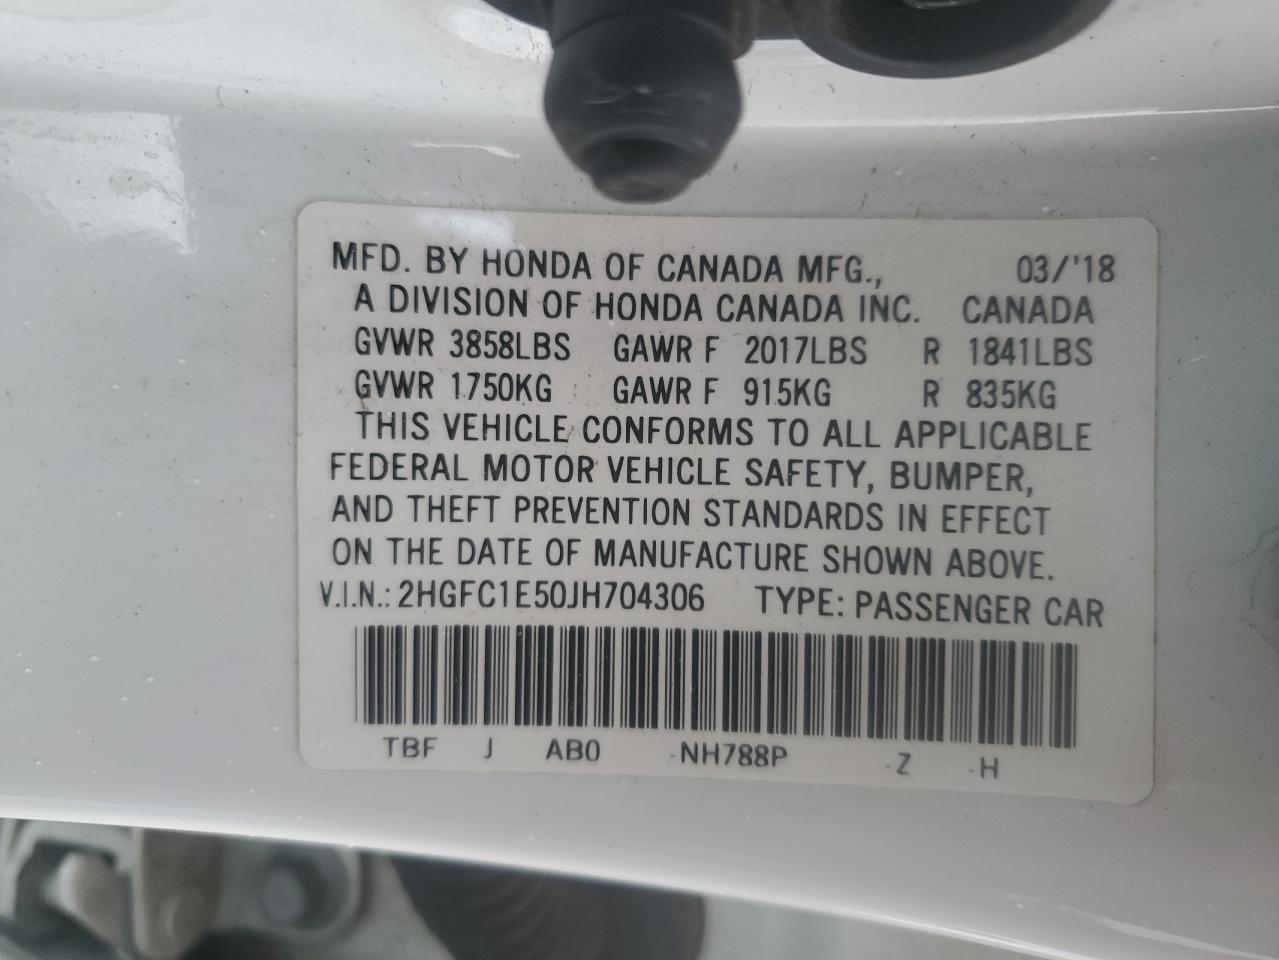 MFD. BY HONDA OF CANADA MFG., 03/'18
A DIVISION OF HONDA CANADA INC. CANADA
GVWR 3858LBS GAWR F 2017LBS R 1841LBS
GVWR 1750KG GAWR F 915KG R 835KG
THIS VEHICLE CONFORMS TO ALL APPLICABLE
FEDERAL MOTOR VEHICLE SAFETY, BUMPER,
AND THEFT PREVENTION STANDARDS IN EFFECT
ON THE DATE OF MANUFACTURE SHOWN ABOVE.
V.I.N.: 2HGFC1E50JH704306 TYPE: PASSENGER CAR
TBF J AB0 -NH788P -Z -H